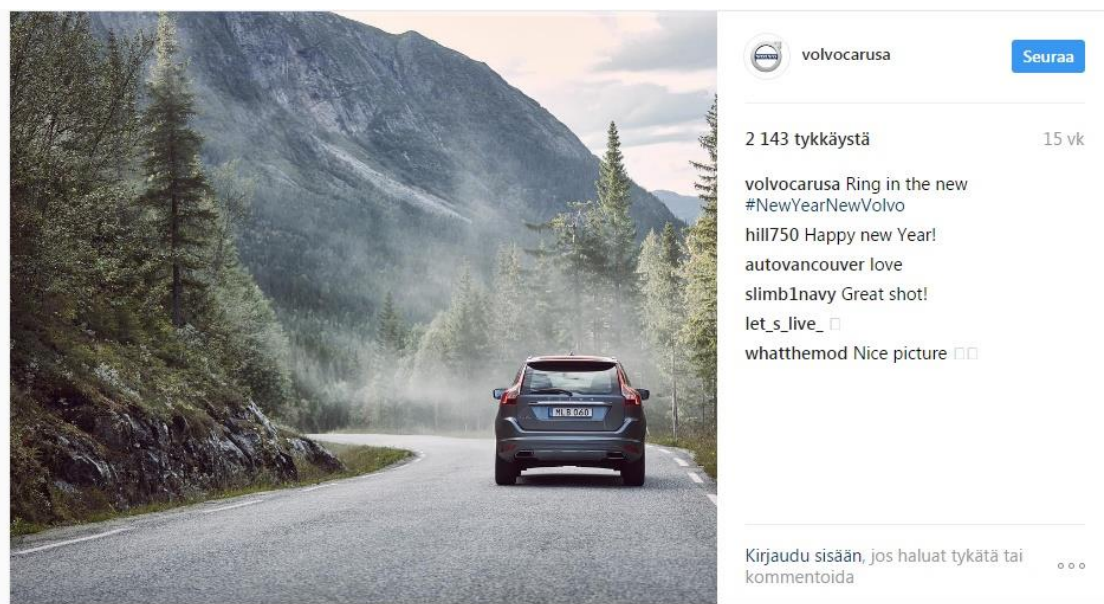 volvocarusa
Seuraa
2 143 tykkäystä
15 vk
volvocarusa Ring in the new
#NewYearNewVolvo
hill750 Happy new Year!
autovancouver love
slimb1navy Great shot!
let_s_live_
whatthemod Nice picture
Kirjaudu sisään, jos haluat tykätä tai
kommentoida
MLB 060